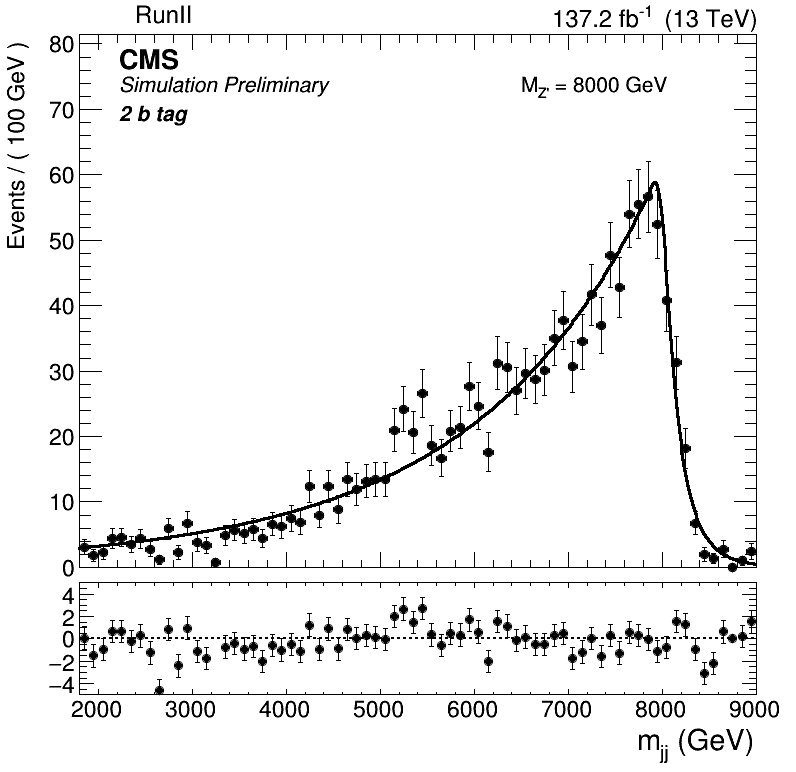 RunII 137.2 fb-1 (13 TeV)
Events / ( 100 GeV )
80
70
60
50
40
30
20
10
0
CMS
Simulation Preliminary
MZ' = 8000 GeV
2 b tag
4
2
0
−2
−4
2000 3000 4000 5000 6000 7000 8000 9000
mjj (GeV)